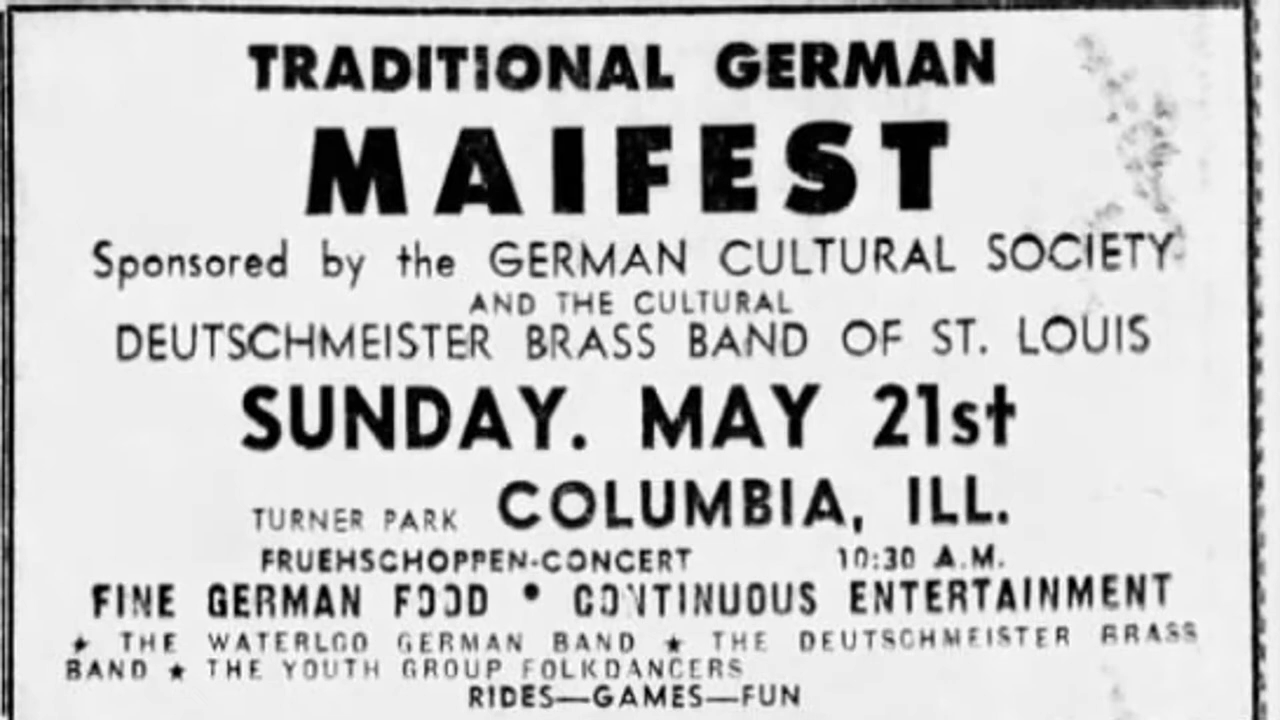 TRADITIONAL GERMAN
MAIFEST
Sponsored by the GERMAN CULTURAL SOCIETY
AND THE CULTURAL
DEUTSCHMEISTER BRASS BAND OF ST. LOUIS
SUNDAY. MAY 21st
TURNER PARK COLUMBIA, ILL.
FRUEHSCHOPPEN-CONCERT 10:30 A.M.
FINE GERMAN FOOD • CONTINUOUS ENTERTAINMENT
★ THE WATERLOO GERMAN BAND ★ THE DEUTSCHMEISTER BRASS
BAND ★ THE YOUTH GROUP FOLKDANCERS
RIDES—GAMES—FUN